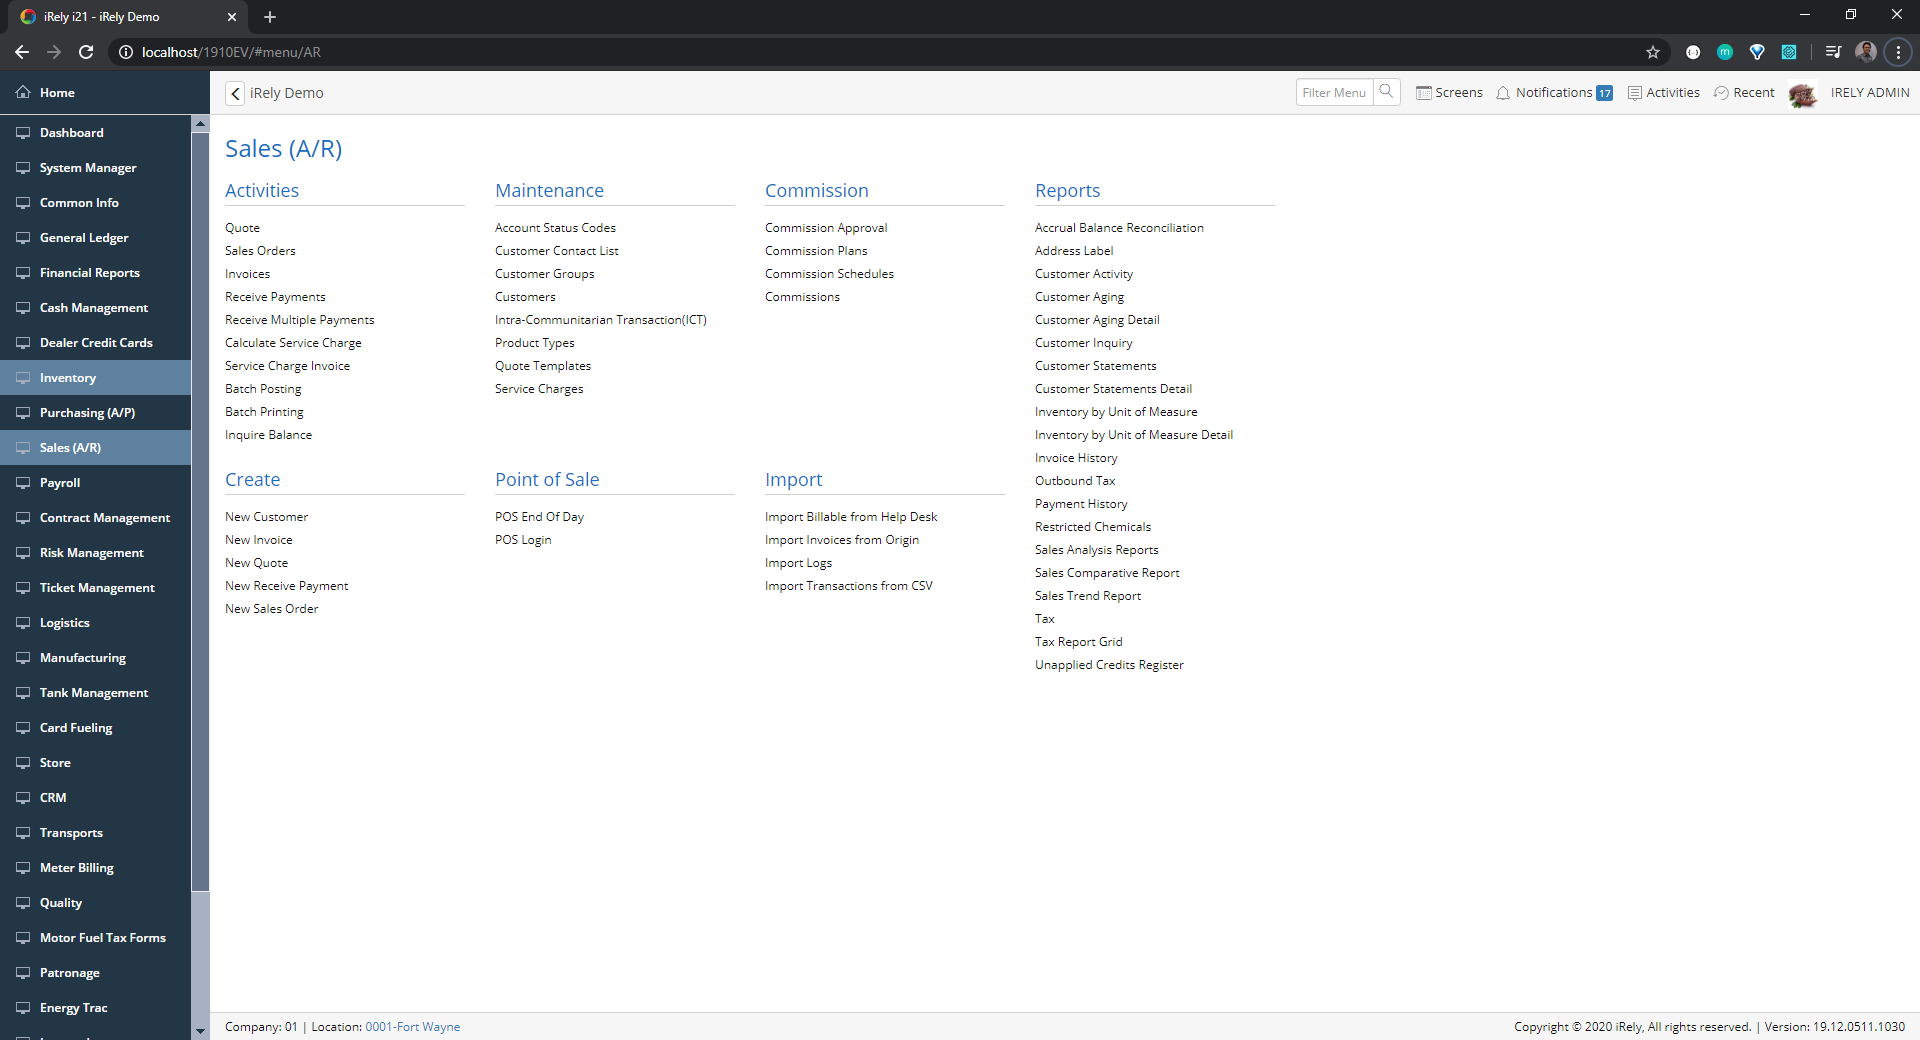 iRely i21 - iRely Demo
localhost/1910EV/#menu/AR
Home
iRely Demo
Filter Menu
Screens
Notifications 17
Activities
Recent
IRELY ADMIN
Dashboard
System Manager
Common Info
General Ledger
Financial Reports
Cash Management
Dealer Credit Cards
Inventory
Purchasing (A/P)
Sales (A/R)
Payroll
Contract Management
Risk Management
Ticket Management
Logistics
Manufacturing
Tank Management
Card Fueling
Store
CRM
Transports
Meter Billing
Quality
Motor Fuel Tax Forms
Patronage
Energy Trac
Sales (A/R)
Activities
Quote
Sales Orders
Invoices
Receive Payments
Receive Multiple Payments
Calculate Service Charge
Service Charge Invoice
Batch Posting
Batch Printing
Inquire Balance
Maintenance
Account Status Codes
Customer Contact List
Customer Groups
Customers
Intra-Communitarian Transaction(ICT)
Product Types
Quote Templates
Service Charges
Commission
Commission Approval
Commission Plans
Commission Schedules
Commissions
Reports
Accrual Balance Reconciliation
Address Label
Customer Activity
Customer Aging
Customer Aging Detail
Customer Inquiry
Customer Statements
Customer Statements Detail
Inventory by Unit of Measure
Inventory by Unit of Measure Detail
Invoice History
Outbound Tax
Payment History
Restricted Chemicals
Sales Analysis Reports
Sales Comparative Report
Sales Trend Report
Tax
Tax Report Grid
Unapplied Credits Register
Create
New Customer
New Invoice
New Quote
New Receive Payment
New Sales Order
Point of Sale
POS End Of Day
POS Login
Import
Import Billable from Help Desk
Import Invoices from Origin
Import Logs
Import Transactions from CSV
Company: 01 | Location: 0001-Fort Wayne
Copyright © 2020 iRely, All rights reserved. | Version: 19.12.0511.1030